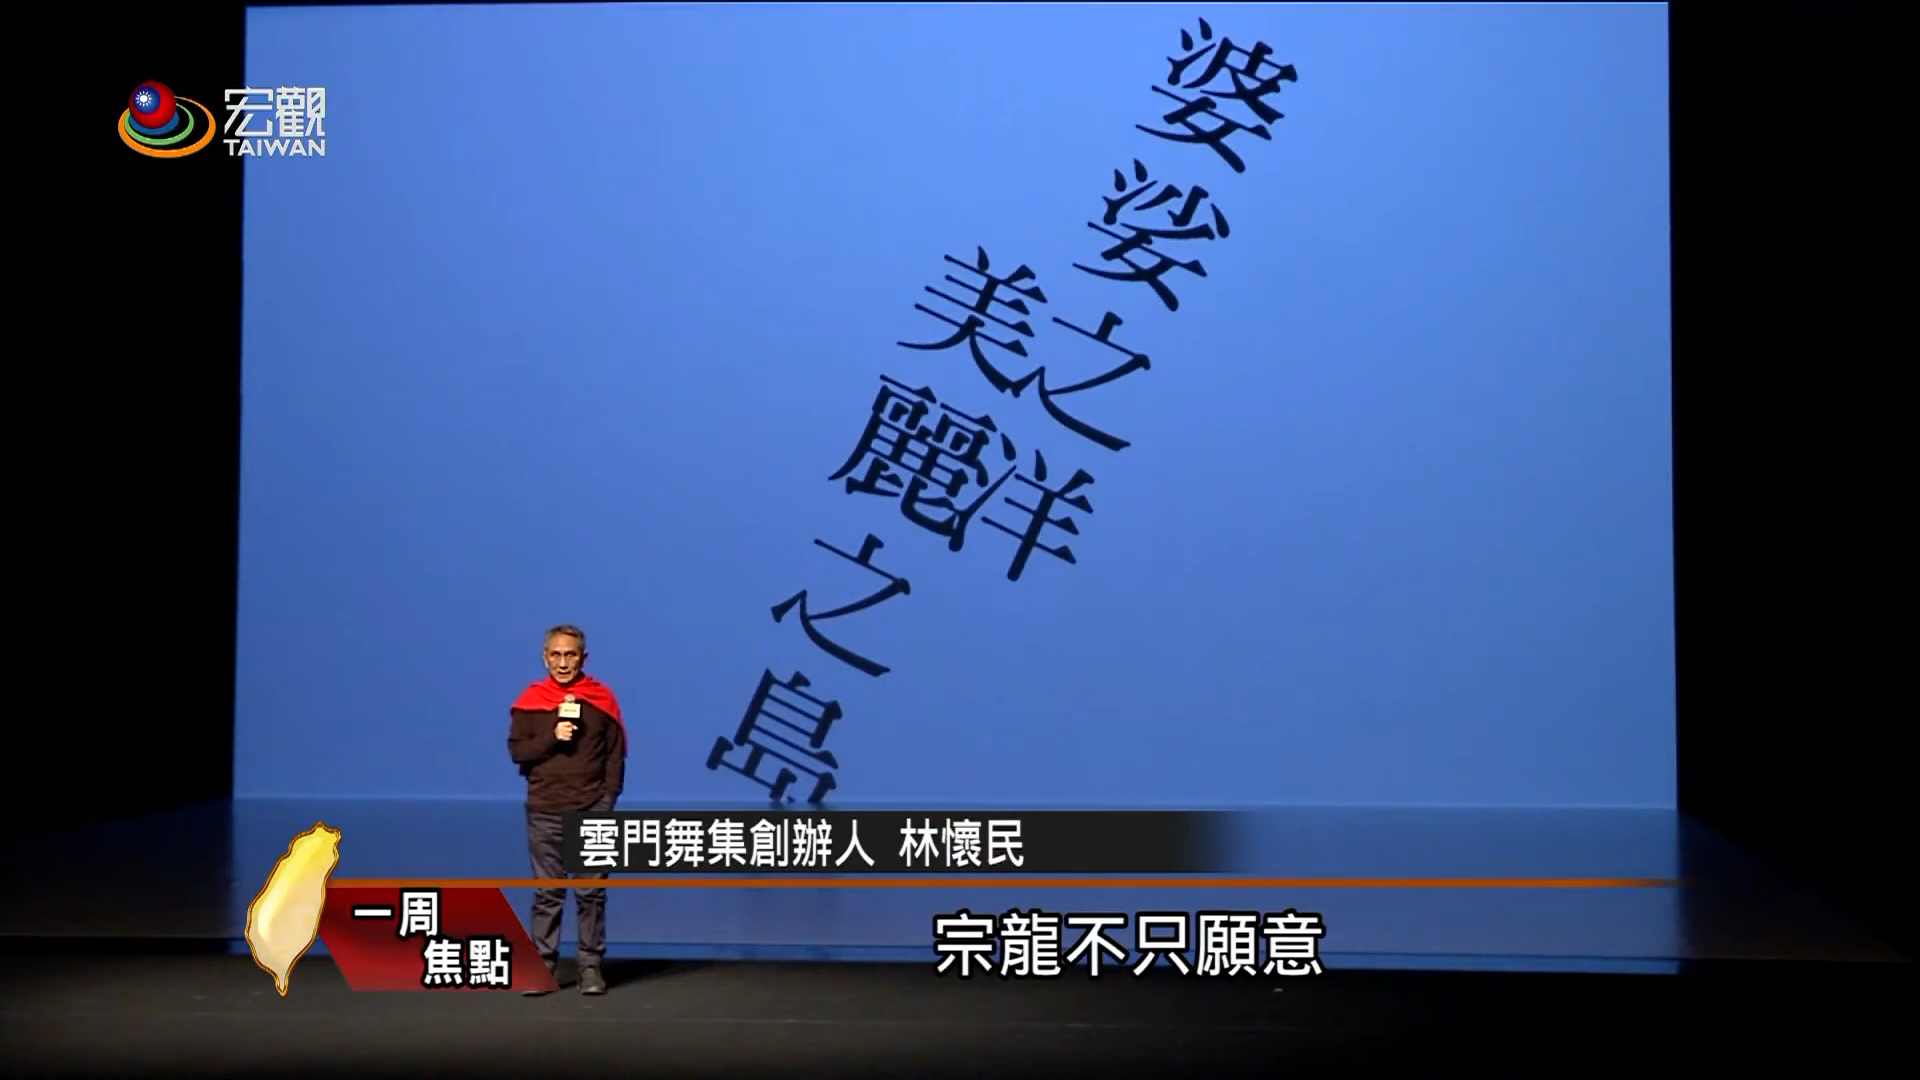 宏觀
TAIWAN
婆娑之洋
美麗之島
雲門舞集創辦人 林懷民
一周
焦點
宗龍不只願意